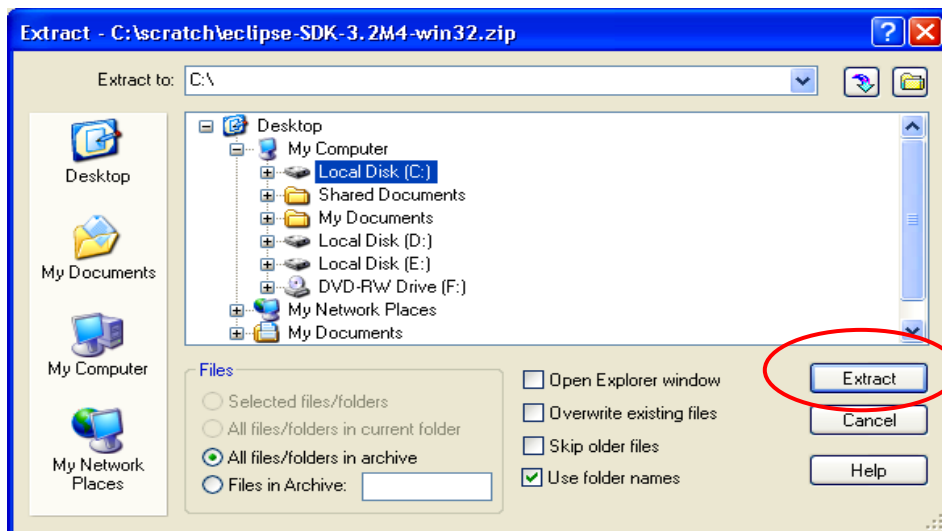 Extract - C:\scratch\eclipse-SDK-3.2M4-win32.zip
Extract to: C:\
Desktop
My Documents
My Computer
My Network
Places
Desktop
My Computer
Local Disk (C:)
Shared Documents
My Documents
Local Disk (D:)
Local Disk (E:)
DVD-RW Drive (F:)
My Network Places
My Documents
Files
Selected files/folders
All files/folders in current folder
All files/folders in archive
Files in Archive:
Open Explorer window
Overwrite existing files
Skip older files
Use folder names
Extract
Cancel
Help